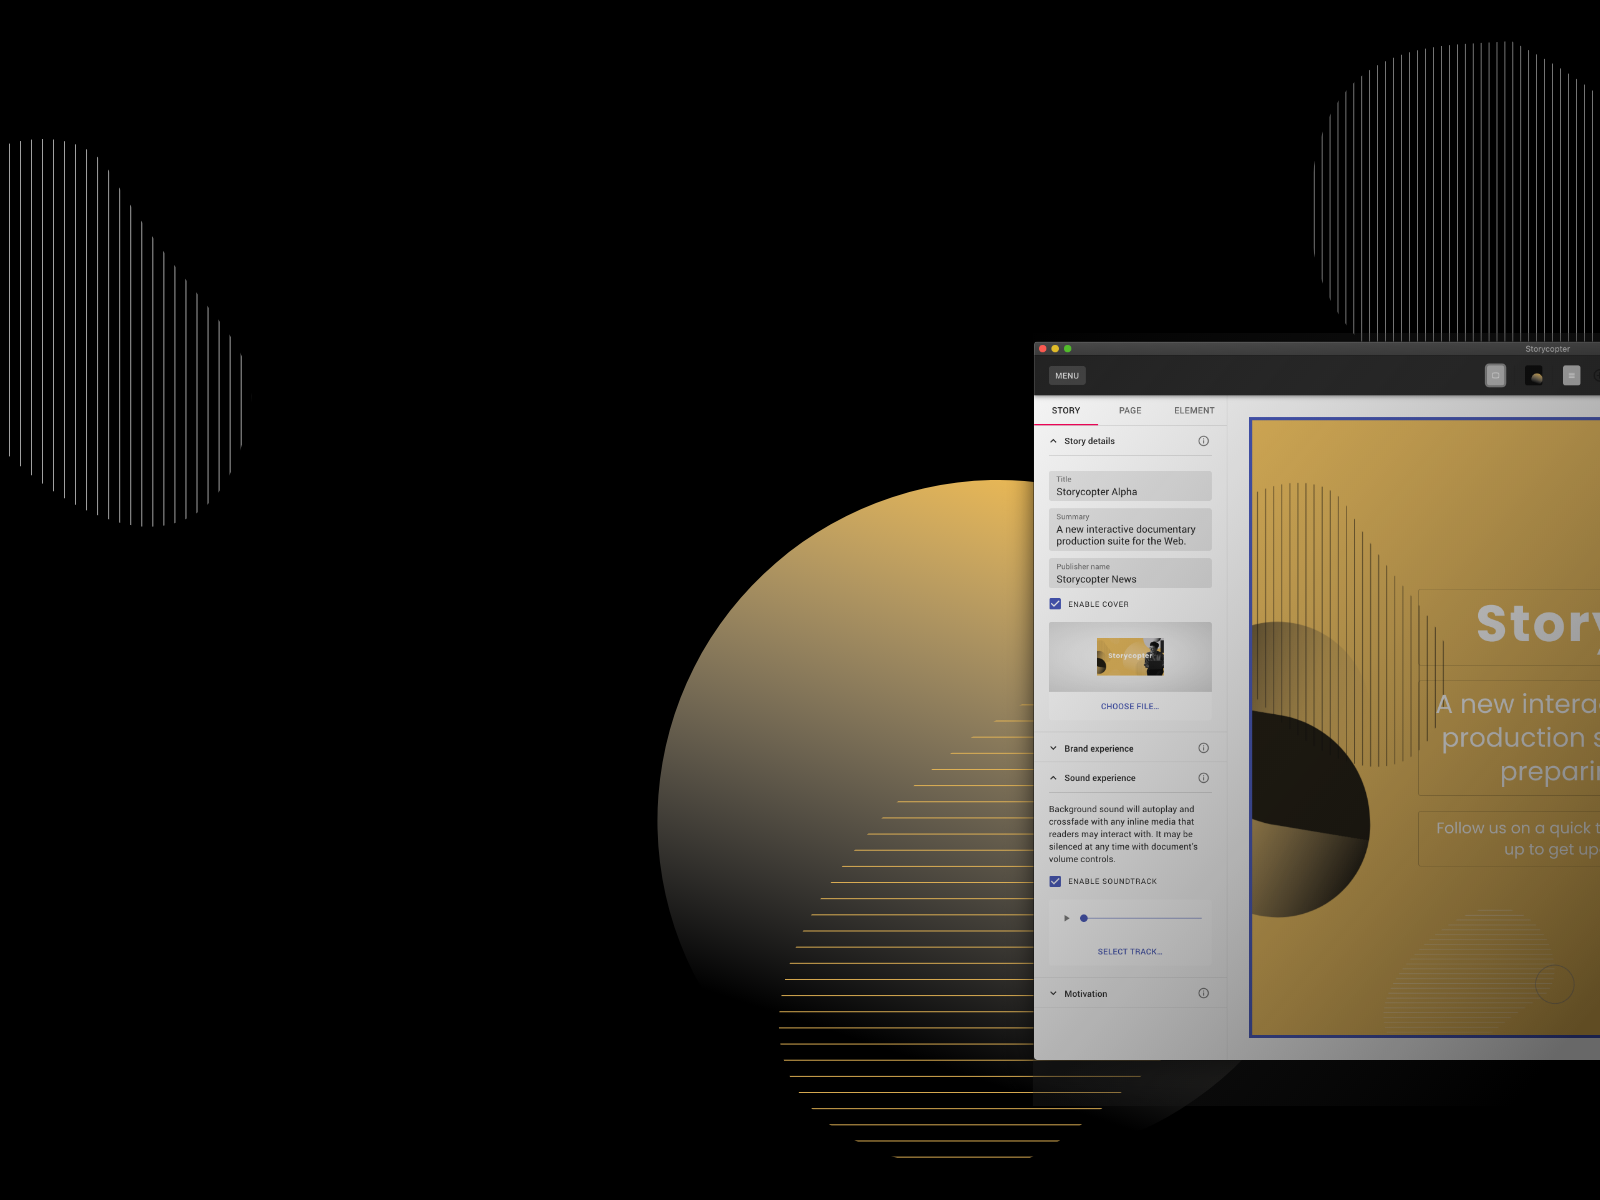 Storycopter
MENU
STORY PAGE ELEMENT
Story details
Title
Storycopter Alpha
Summary
A new interactive documentary
production suite for the Web.
Publisher name
Storycopter News
ENABLE COVER
Storycopter
CHOOSE FILE...
Brand experience
Sound experience
Background sound will autoplay and
crossfade with any inline media that
readers may interact with. It may be
silenced at any time with document's
volume controls.
ENABLE SOUNDTRACK
SELECT TRACK...
Motivation
Story
A new interac
production s
preparin
Follow us on a quick t
up to get up